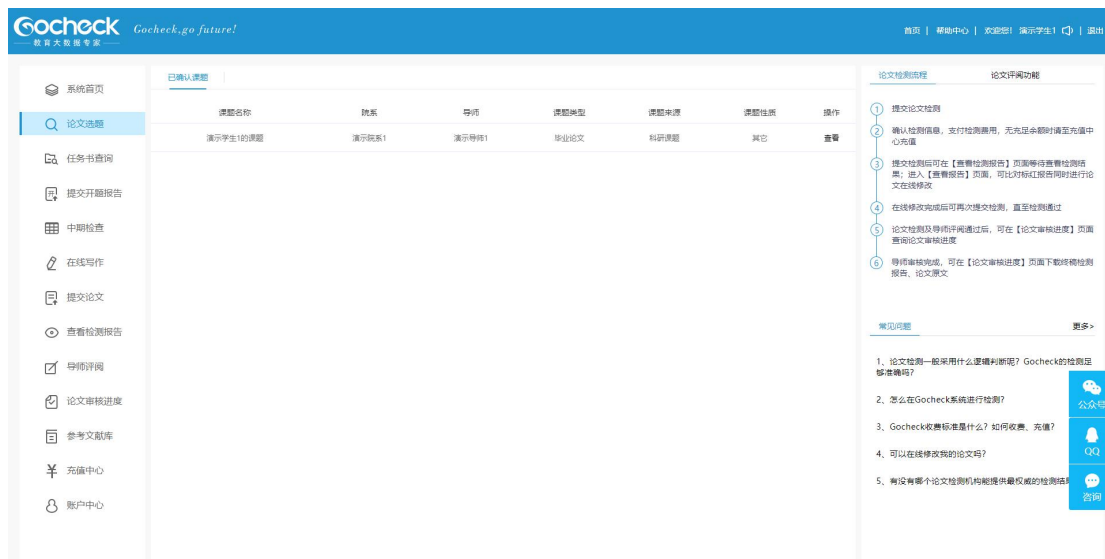 Gocheck
教育大数据专家
Gocheck,go future!
首页 | 帮助中心 | 欢迎您! 演示学生1 | 退出
系统首页
论文选题
任务书查询
提交开题报告
中期检查
在线写作
提交论文
查看检测报告
导师评阅
论文审核进度
参考文献库
充值中心
账户中心
已确认课题
课题名称 院系 导师 课题类型 课题来源 课题性质 操作
演示学生1的课题 演示院系1 演示导师1 毕业论文 科研课题 其它 查看
论文检测流程 论文评阅功能
1 提交论文检测
2 确认检测信息，支付检测费用，无充足余额时请至充值中
心充值
3 提交检测后可在【查看检测报告】页面等待查看检测结
果；进入【查看报告】页面，可比对标红报告同时进行论
文在线修改
4 在线修改完成后可再次提交检测，直至检测通过
5 论文检测及导师评阅通过后，可在【论文审核进度】页面
查询论文审核进度
6 导师审核完成，可在【论文审核进度】页面下载终稿检测
报告、论文原文
常见问题 更多>
1、论文检测一般采用什么逻辑判断呢？Gocheck的检测足
够准确吗？
2、怎么在Gocheck系统进行检测？
3、Gocheck收费标准是什么？如何收费、充值？
4、可以在线修改我的论文吗？
5、有没有哪个论文检测机构能提供最权威的检测结
公众号
QQ
咨询